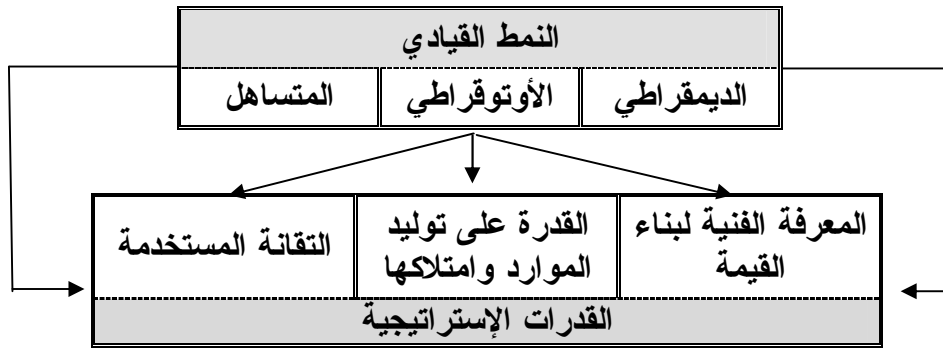 النمط القيادي
الديمقراطي
الأوتوقراطي
المتساهل
المعرفة الفنية لبناء
القيمة
القدرة على توليد
الموارد وامتلاكها
التقانة المستخدمة
القدرات الإستراتيجية